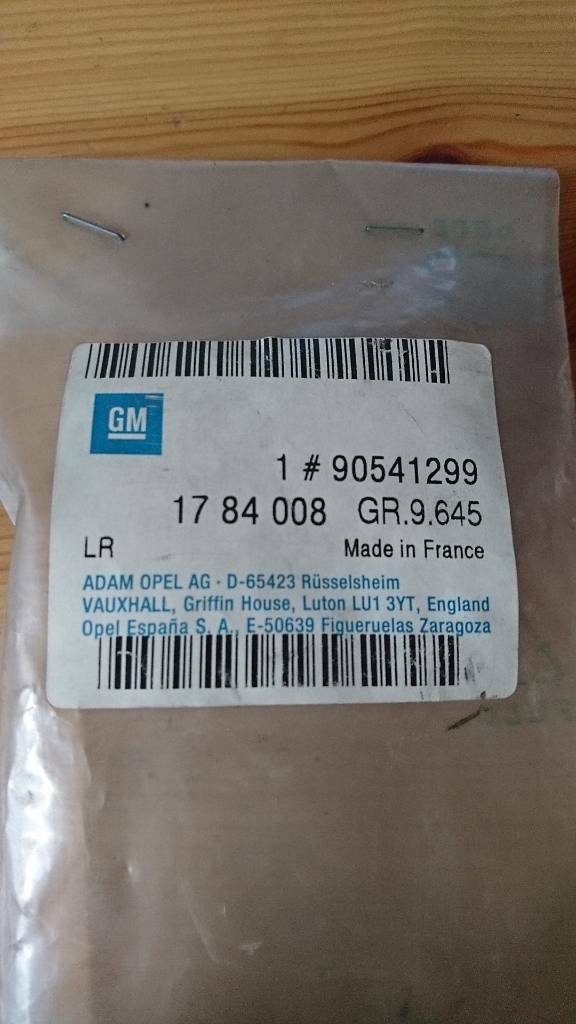 GM
1 # 90541299
17 84 008 GR.9.645
LR Made in France
ADAM OPEL AG · D-65423 Rüsselsheim
VAUXHALL, Griffin House, Luton LU1 3YT, England
Opel España S. A., E-50639 Figueruelas Zaragoza